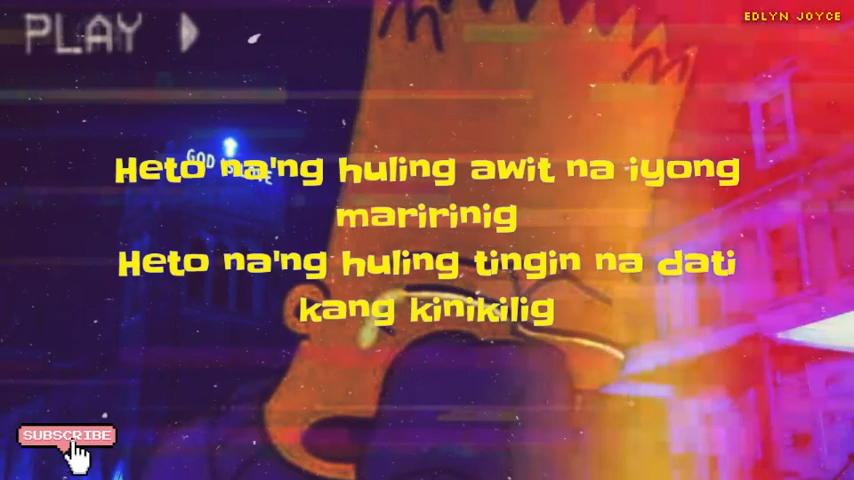 PLAY
EDLYN JOYCE
GOD
Heto na'ng huling awit na iyong
maririnig
Heto na'ng huling tingin na dati
kang kinikilig
SUBSCRIBE